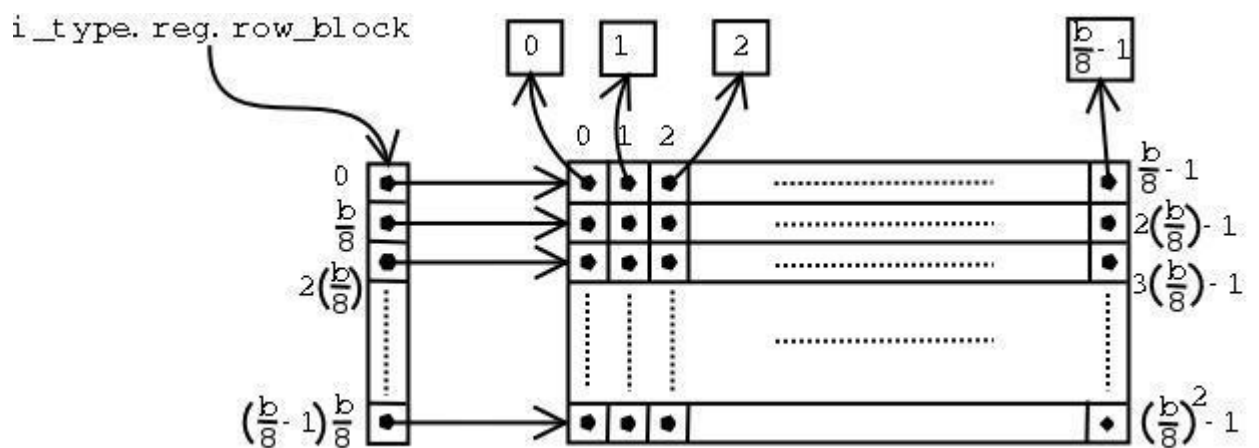 i_type.reg.row_block
0 1 2 b/8 - 1
0 1 2
0 b/8 - 1
b/8 2(b/8) - 1
2(b/8) 3(b/8) - 1
(b/8 - 1) b/8 (b/8)² - 1